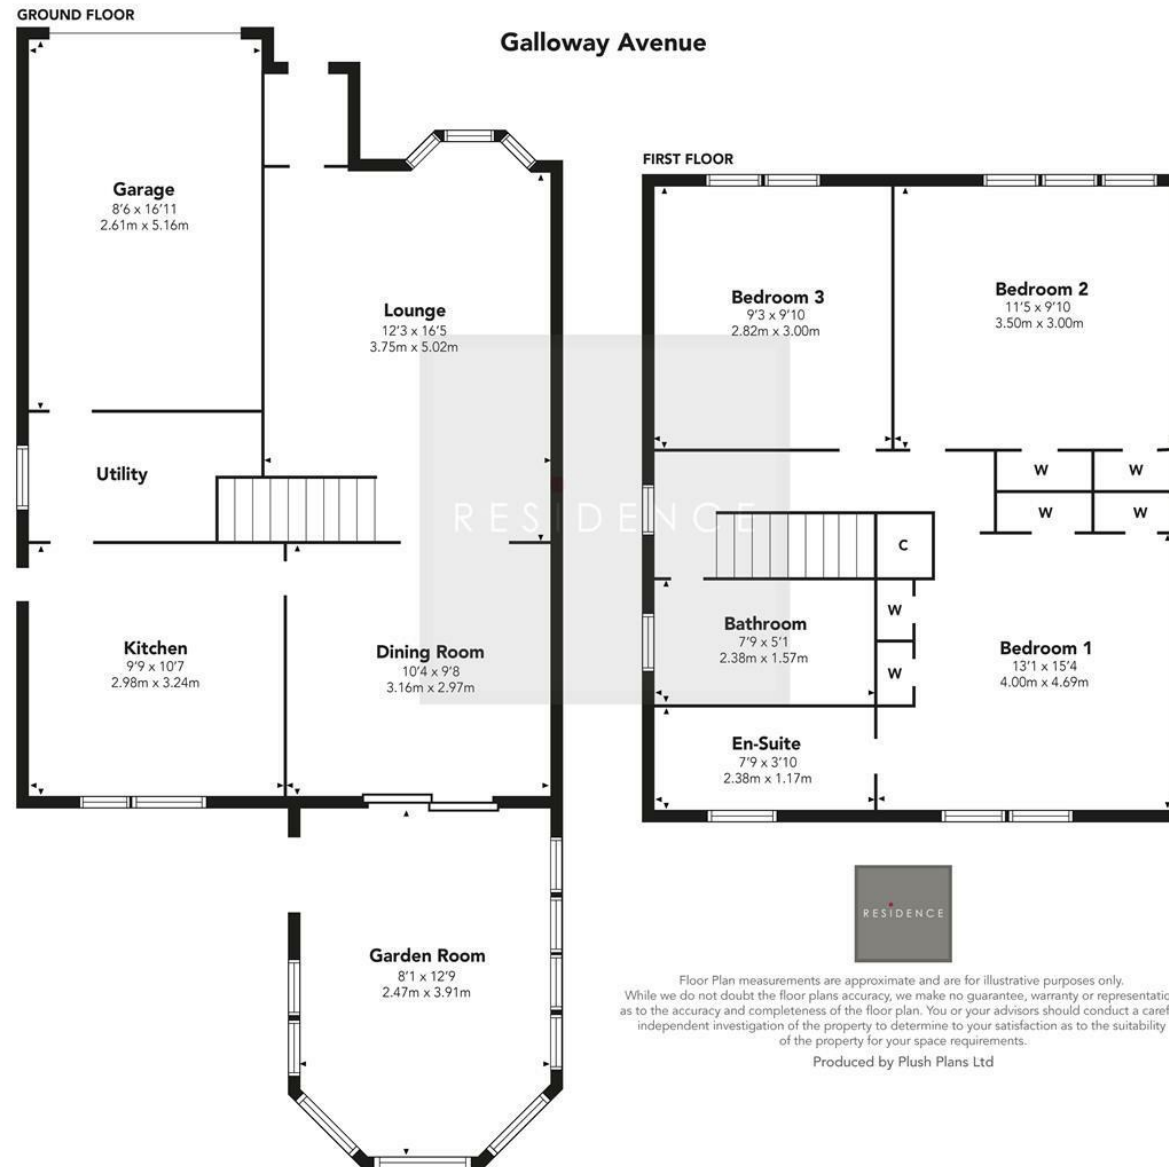 GROUND FLOOR
Galloway Avenue
FIRST FLOOR
Garage
8'6 x 16'11
2.61m x 5.16m
Lounge
12'3 x 16'5
3.75m x 5.02m
Utility
Kitchen
9'9 x 10'7
2.98m x 3.24m
Dining Room
10'4 x 9'8
3.16m x 2.97m
Garden Room
8'1 x 12'9
2.47m x 3.91m
RESIDENCE
Bedroom 3
9'3 x 9'10
2.82m x 3.00m
Bedroom 2
11'5 x 9'10
3.50m x 3.00m
W
W
W
W
C
W
W
Bathroom
7'9 x 5'1
2.38m x 1.57m
Bedroom 1
13'1 x 15'4
4.00m x 4.69m
En-Suite
7'9 x 3'10
2.38m x 1.17m
RESIDENCE
Floor Plan measurements are approximate and are for illustrative purposes only.
While we do not doubt the floor plans accuracy, we make no guarantee, warranty or representatio
as to the accuracy and completeness of the floor plan. You or your advisors should conduct a caref
independent investigation of the property to determine to your satisfaction as to the suitability
of the property for your space requirements.
Produced by Plush Plans Ltd